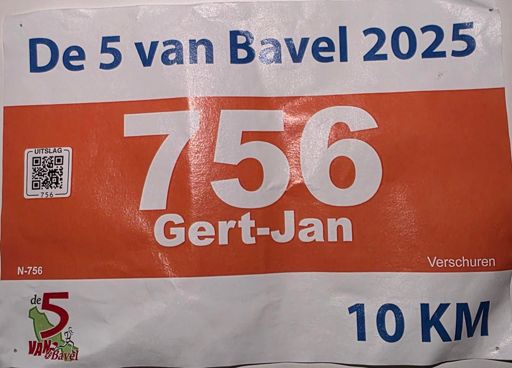 De 5 van Bavel 2025
756
UITSLAG
756
Gert-Jan
N-756
Verschuren
de
5
VAN
Bavel
10 KM